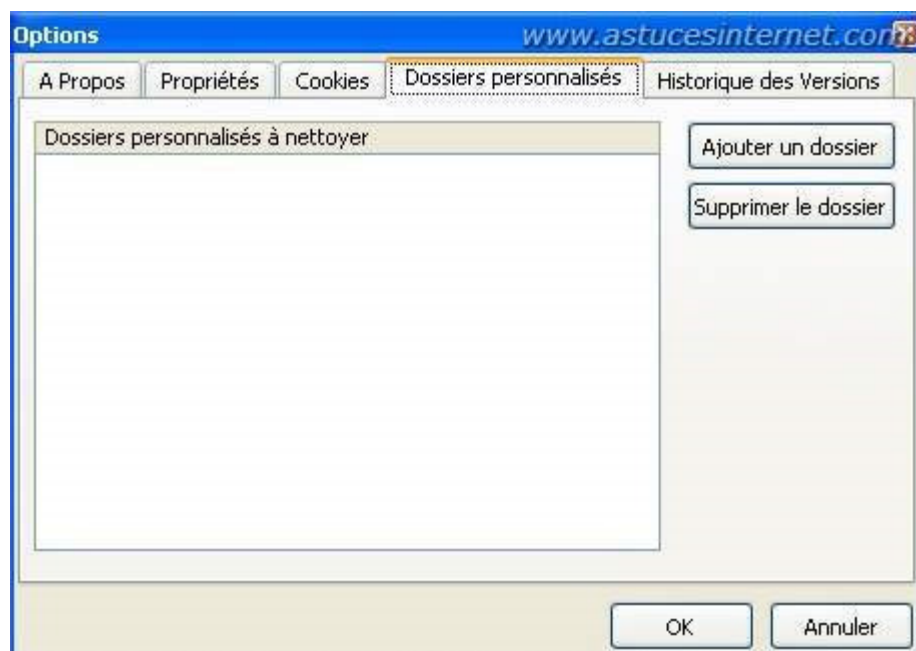 Options
www.astucesinternet.com
A Propos
Propriétés
Cookies
Dossiers personnalisés
Historique des Versions
Dossiers personnalisés à nettoyer
Ajouter un dossier
Supprimer le dossier
OK
Annuler